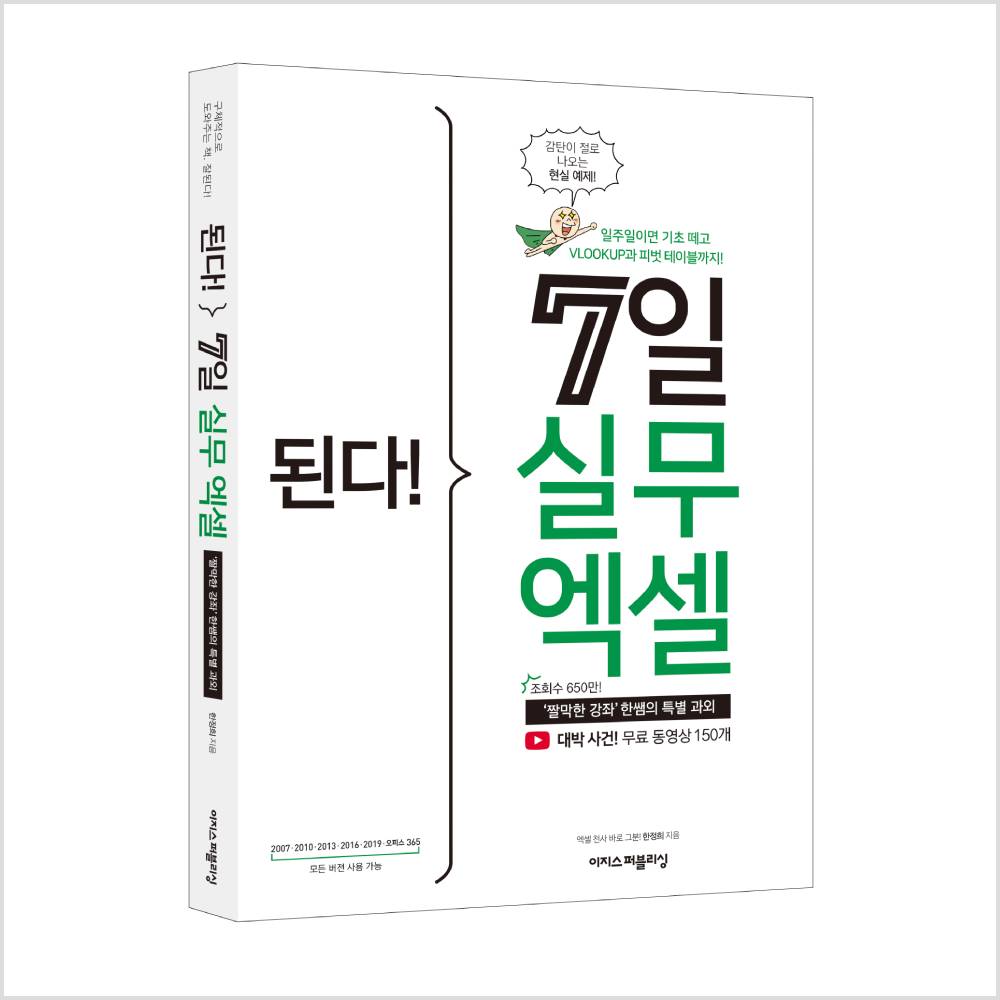 구체적으로
도와주는 책, 잘된다!
된다! 7일 실무 엑셀
'짤막한 강좌' 한쌤의 특별 과외
한정희 지음
이지스 퍼블리싱
감탄이 절로
나오는
현실 예제!
일주일이면 기초 떼고
VLOOKUP과 피벗 테이블까지!
된다!
7일
실무
엑셀
조회수 650만!
'짤막한 강좌' 한쌤의 특별 과외
대박 사건! 무료 동영상 150개
2007·2010·2013·2016·2019·오피스 365
모든 버전 사용 가능
엑셀 천사 바로 그분! 한정희 지음
이지스 퍼블리싱